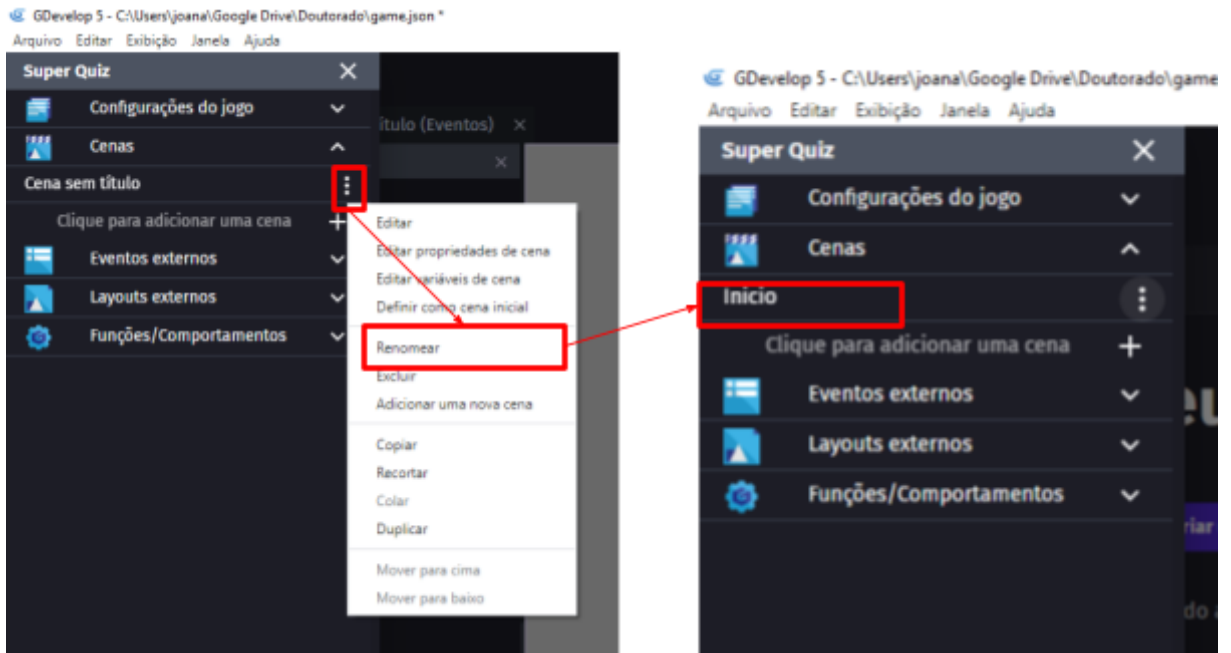 GDevelop 5 - C:\Users\joana\Google Drive\Doutorado\game.json *
Arquivo Editar Exibição Janela Ajuda
Super Quiz
Configurações do jogo
ítulo (Eventos)
Cenas
Cena sem título
Clique para adicionar uma cena
Eventos externos
Layouts externos
Funções/Comportamentos
Editar
Editar propriedades de cena
Editar variáveis de cena
Definir como cena inicial
Renomear
Excluir
Adicionar uma nova cena
Copiar
Recortar
Colar
Duplicar
Mover para cima
Mover para baixo
GDevelop 5 - C:\Users\joana\Google Drive\Doutorado\game
Arquivo Editar Exibição Janela Ajuda
Super Quiz
Configurações do jogo
Cenas
Inicio
Clique para adicionar uma cena
Eventos externos
eu
Layouts externos
Funções/Comportamentos
riar
do